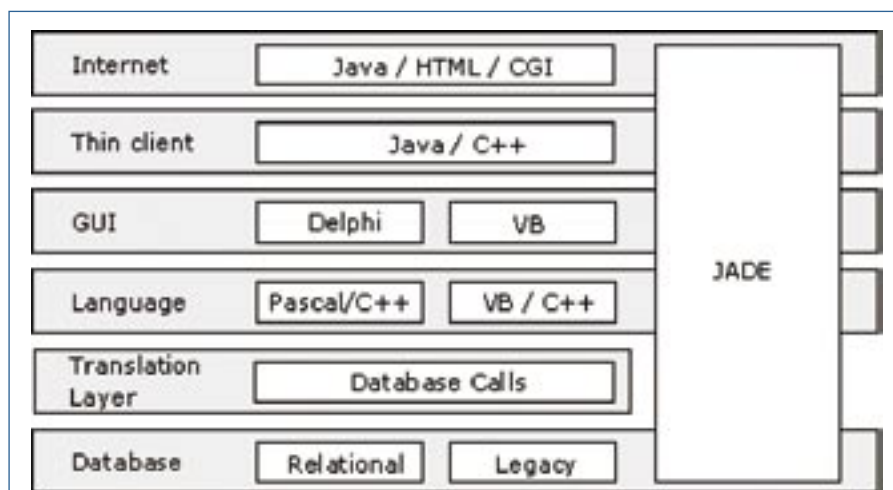 Internet Java / HTML / CGI
Thin client Java / C++
GUI Delphi VB
JADE
Language Pascal/C++ VB / C++
Translation
Layer
Database Calls
Database Relational Legacy